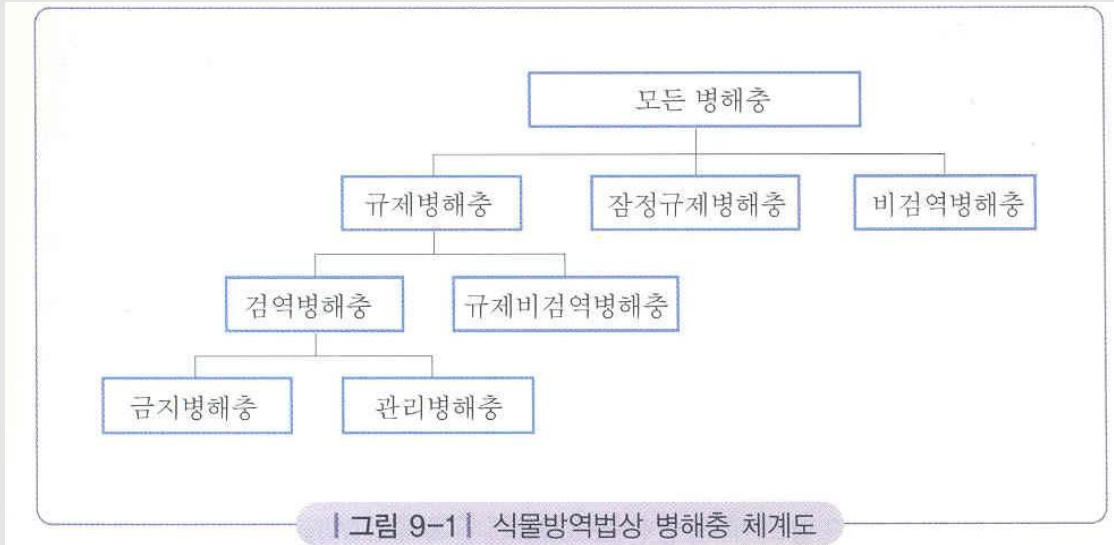 모든 병해충
규제병해충 잠정규제병해충 비검역병해충
검역병해충 규제비검역병해충
금지병해충 관리병해충
| 그림 9-1 | 식물방역법상 병해충 체계도